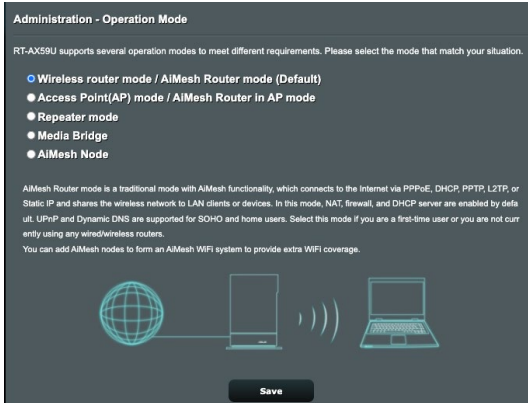 Administration - Operation Mode
RT-AX59U supports several operation modes to meet different requirements. Please select the mode that match your situation.
Wireless router mode / AiMesh Router mode (Default)
Access Point(AP) mode / AiMesh Router in AP mode
Repeater mode
Media Bridge
AiMesh Node
AiMesh Router mode is a traditional mode with AiMesh functionality, which connects to the Internet via PPPoE, DHCP, PPTP, L2TP, or
Static IP and shares the wireless network to LAN clients or devices. In this mode, NAT, firewall, and DHCP server are enabled by defa
ult. UPnP and Dynamic DNS are supported for SOHO and home users. Select this mode if you are a first-time user or you are not curr
ently using any wired/wireless routers.
You can add AiMesh nodes to form an AiMesh WiFi system to provide extra WiFi coverage.
Save